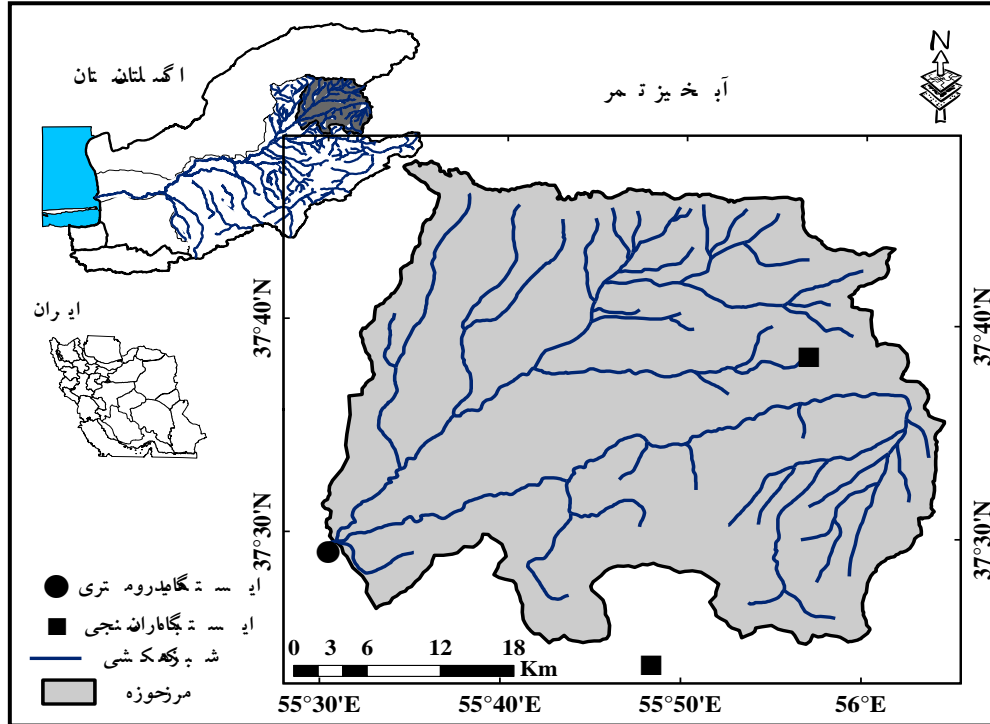 آبخیز تمر
N
ایران
37°40'N
37°40'N
37°30'N
37°30'N
ایستگاه هیدرومتری
ایستگاه باران سنجی
شبکه زهکشی
مرز حوزه
0 3 6 12 18
Km
55°30'E 55°40'E 55°50'E 56°E